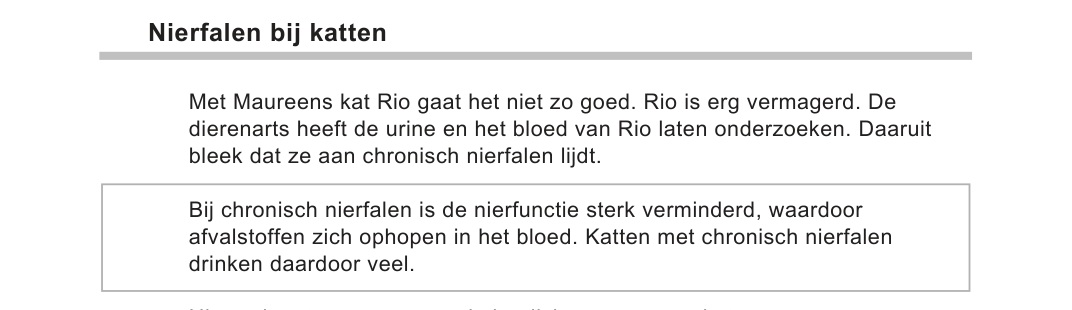 Nierfalen bij katten
Met Maureens kat Rio gaat het niet zo goed. Rio is erg vermagerd. De
dierenarts heeft de urine en het bloed van Rio laten onderzoeken. Daaruit
bleek dat ze aan chronisch nierfalen lijdt.
Bij chronisch nierfalen is de nierfunctie sterk verminderd, waardoor
afvalstoffen zich ophopen in het bloed. Katten met chronisch nierfalen
drinken daardoor veel.